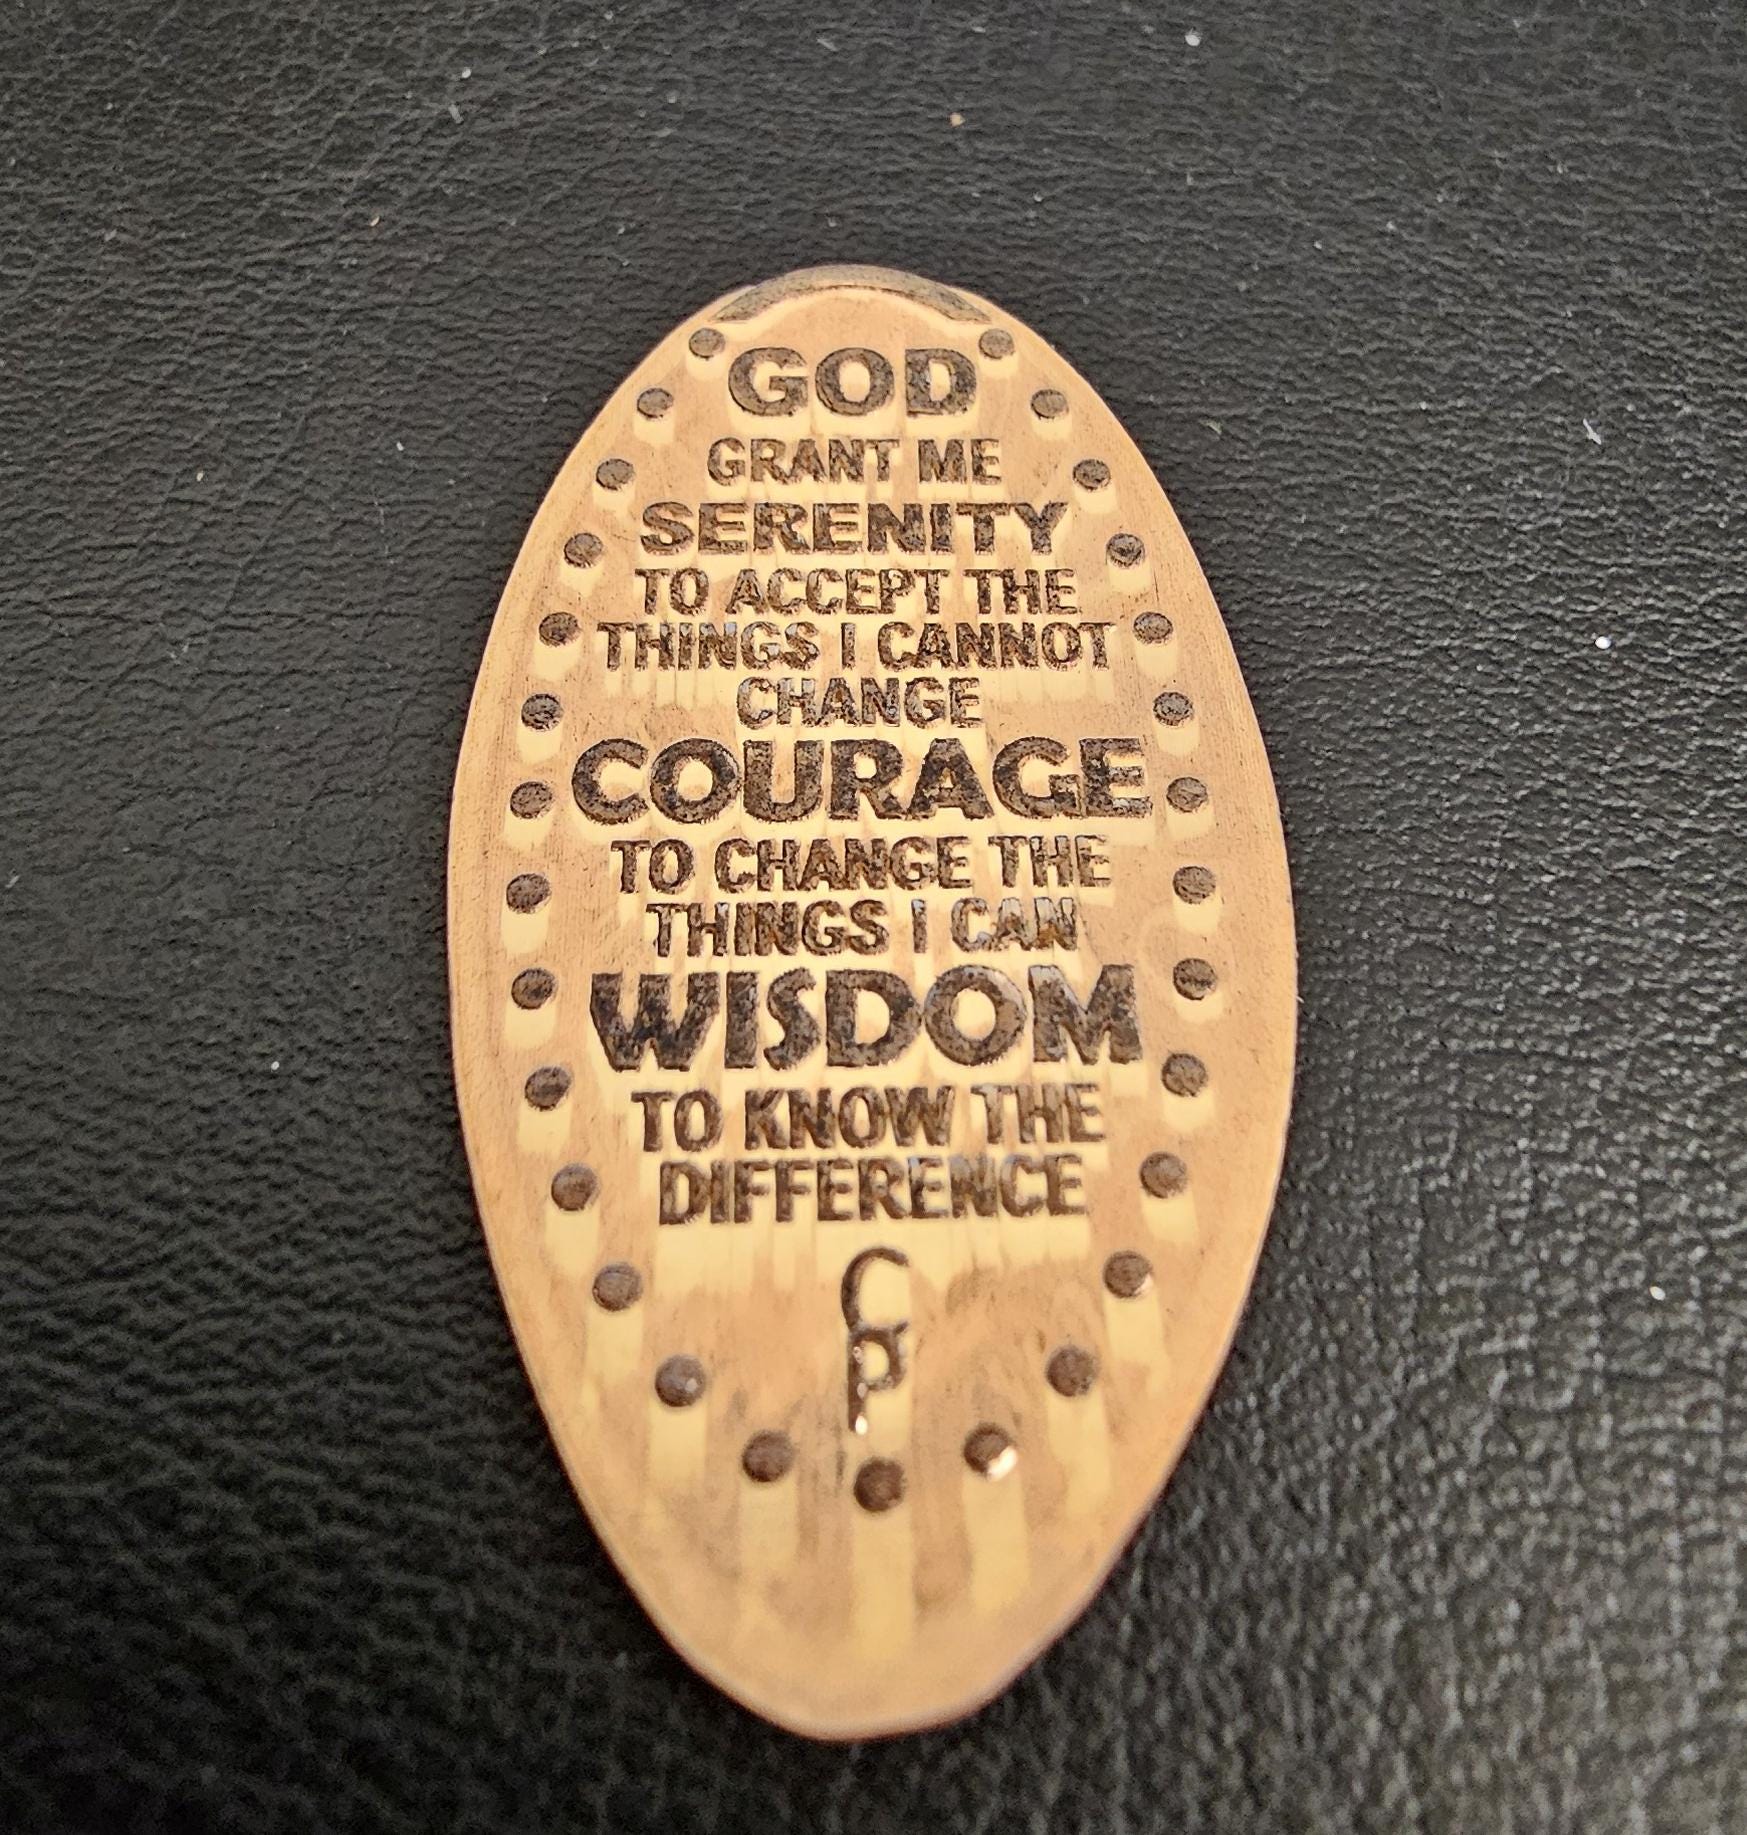 GOD
GRANT ME
SERENITY
TO ACCEPT THE
THINGS I CANNOT
CHANGE
COURAGE
TO CHANGE THE
THINGS I CAN
WISDOM
TO KNOW THE
DIFFERENCE
C
P